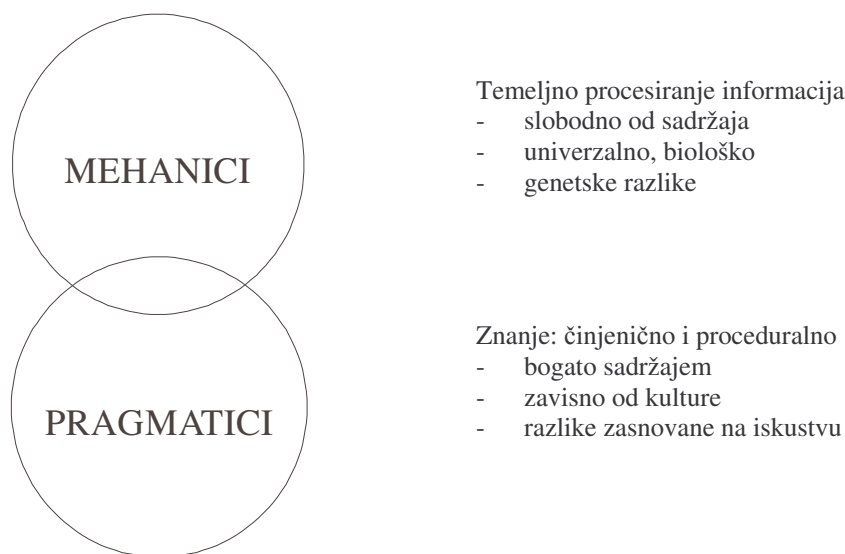 MEHANICI
Temeljno procesiranje informacija
- slobodno od sadržaja
- univerzalno, biološko
- genetske razlike
PRAGMATICI
Znanje: činjenično i proceduralno
- bogato sadržajem
- zavisno od kulture
- razlike zasnovane na iskustvu